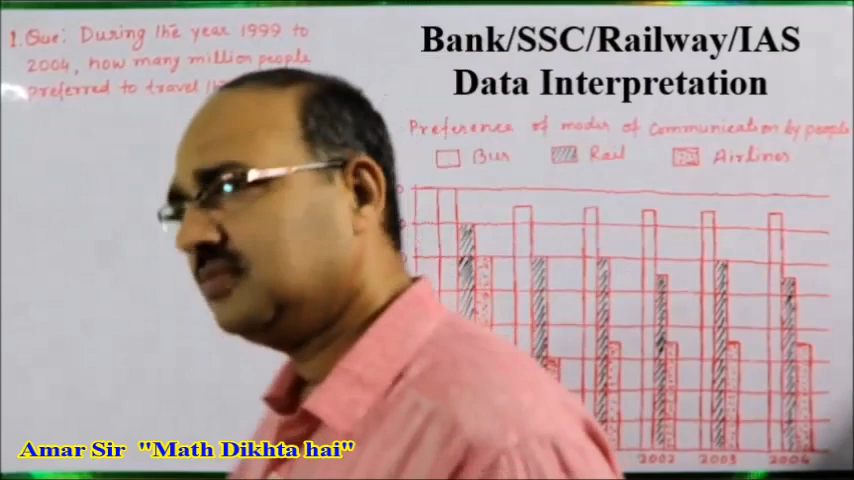 1. Que: During the year 1999 to
2004, how many million people
preferred to travel
Bank/SSC/Railway/IAS
Data Interpretation
Preference of modes of Communication by people
Bus Rail Airlines
2002 2003 2004
Amar Sir "Math Dikhta hai"